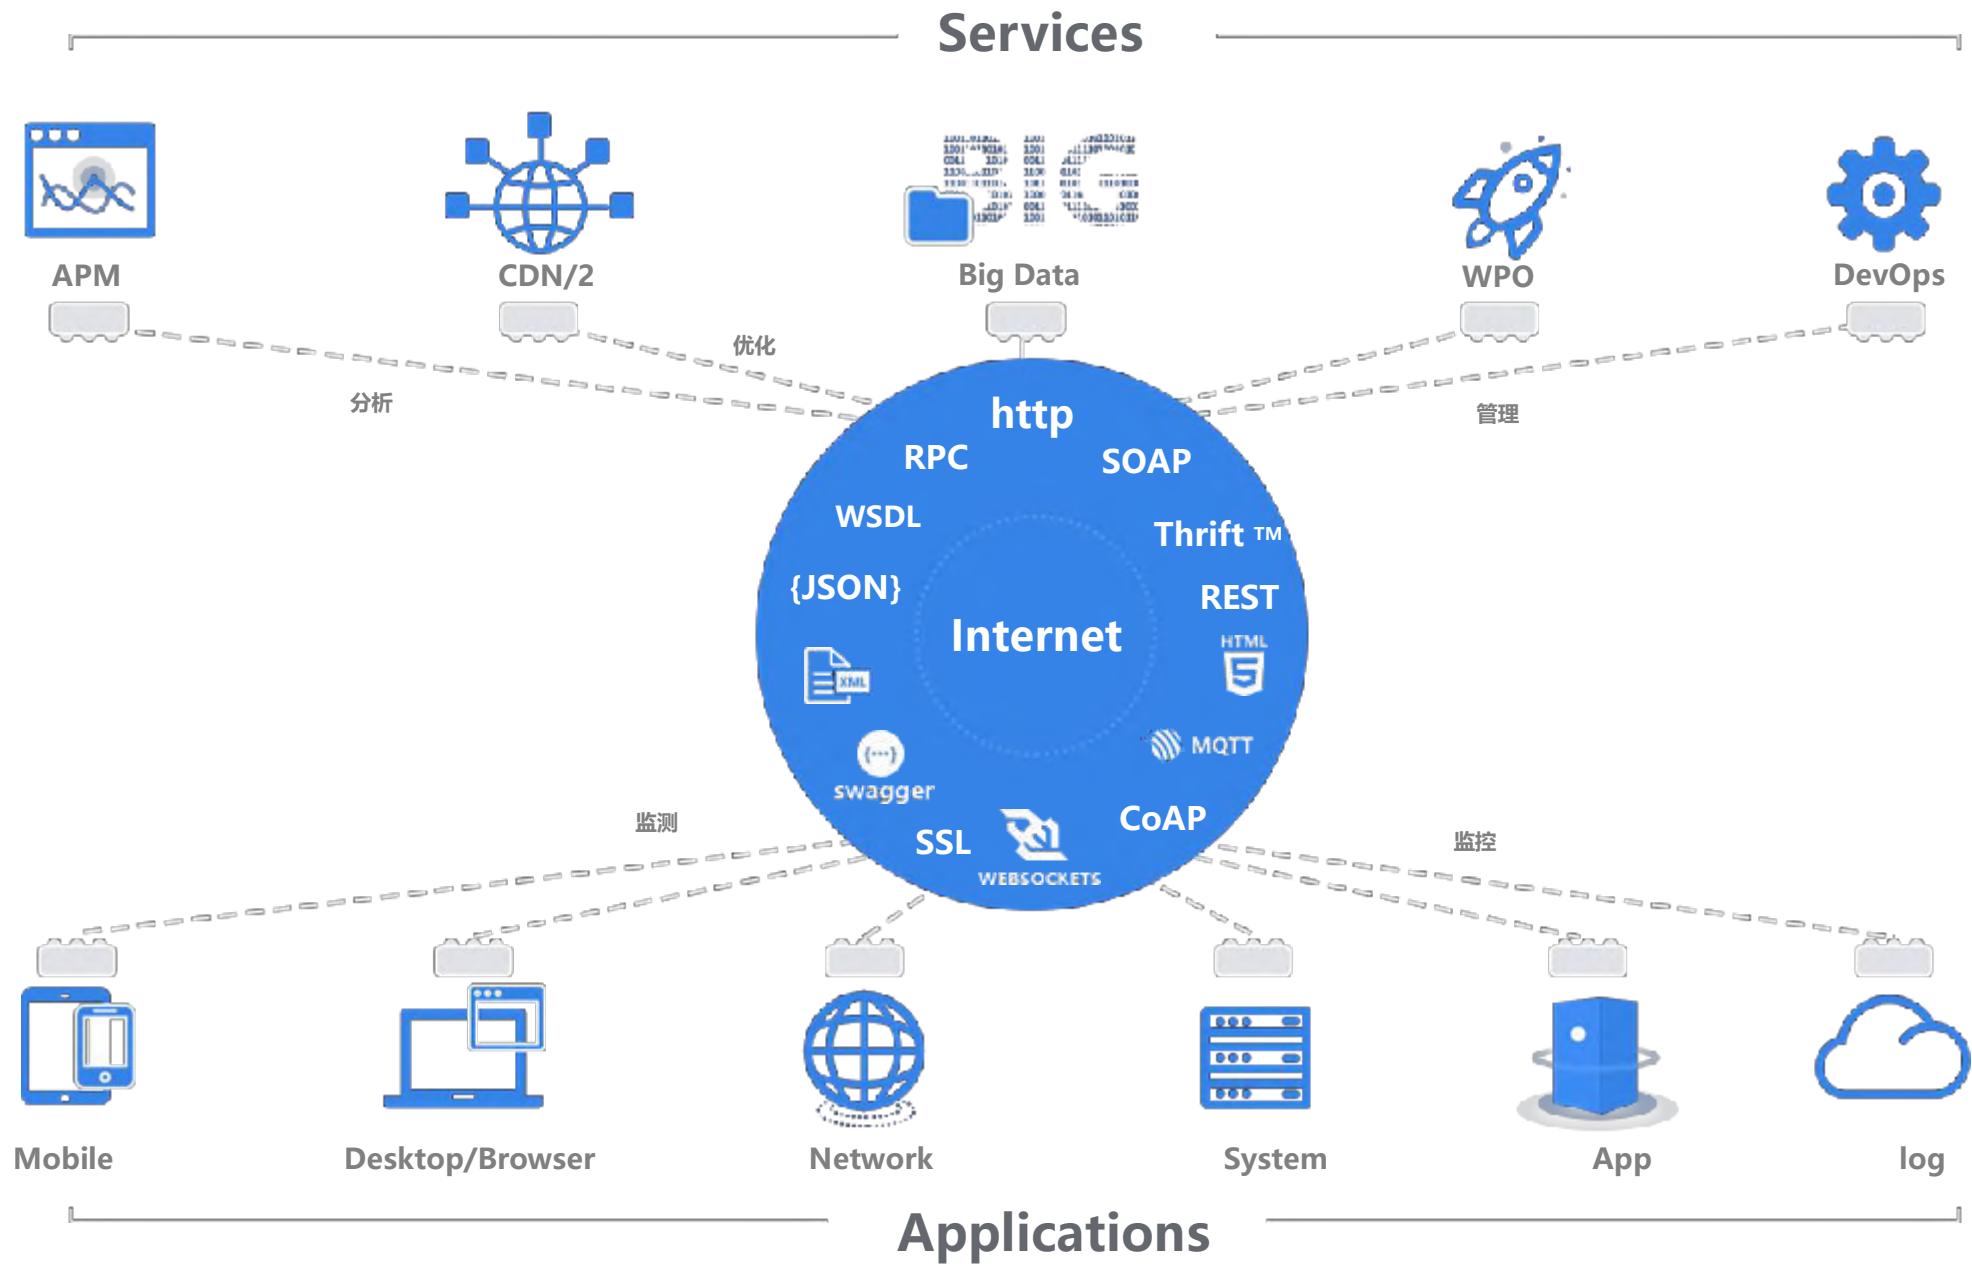 Services
BIG
APM
CDN/2
Big Data
WPO
DevOps
优化
分析
管理
http
RPC
SOAP
WSDL
Thrift ™
{JSON}
REST
Internet
HTML
5
XML
{···}
MQTT
swagger
CoAP
监测
SSL
监控
WEBSOCKETS
Mobile
Desktop/Browser
Network
System
App
log
Applications